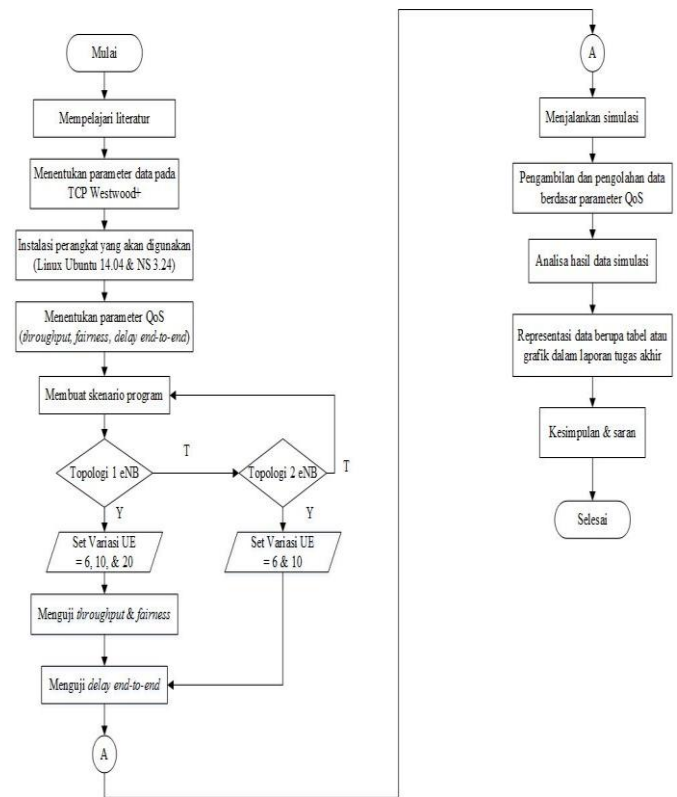 Mulai
Mempelajari literatur
Menentukan parameter data pada
TCP Westwood+
Instalasi perangkat yang akan digunakan
(Linux Ubuntu 14.04 & NS 3.24)
Menentukan parameter QoS
(throughput, fairness, delay end-to-end)
Membuat skenario program
Topologi 1 eNB
T
Topologi 2 eNB
T
Y
Y
Set Variasi UE
= 6, 10, & 20
Set Variasi UE
= 6 & 10
Menguji throughput & fairness
Menguji delay end-to-end
A
A
Menjalankan simulasi
Pengambilan dan pengolahan data
berdasar parameter QoS
Analisa hasil data simulasi
Representasi data berupa tabel atau
grafik dalam laporan tugas akhir
Kesimpulan & saran
Selesai